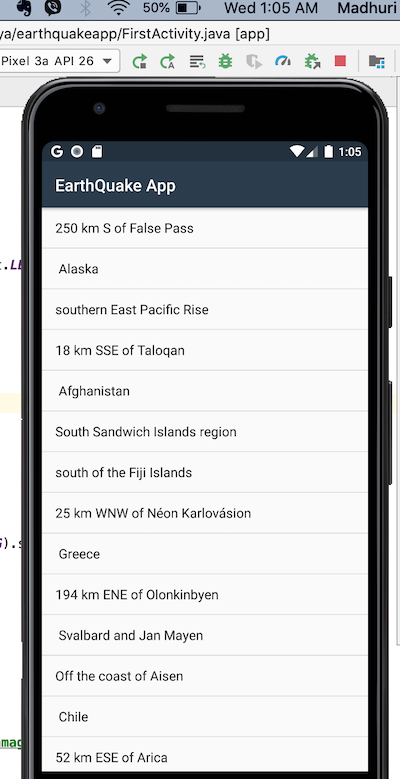 50% Wed 1:05 AM Madhuri
ya/earthquakeapp/FirstActivity.java [app]
Pixel 3a API 26
G 1:05
EarthQuake App
250 km S of False Pass
Alaska
.LE
southern East Pacific Rise
18 km SSE of Taloqan
Afghanistan
South Sandwich Islands region
south of the Fiji Islands
25 km WNW of Néon Karlovásion
).s
Greece
194 km ENE of Olonkinbyen
Svalbard and Jan Mayen
Off the coast of Aisen
Chile
mag
52 km ESE of Arica